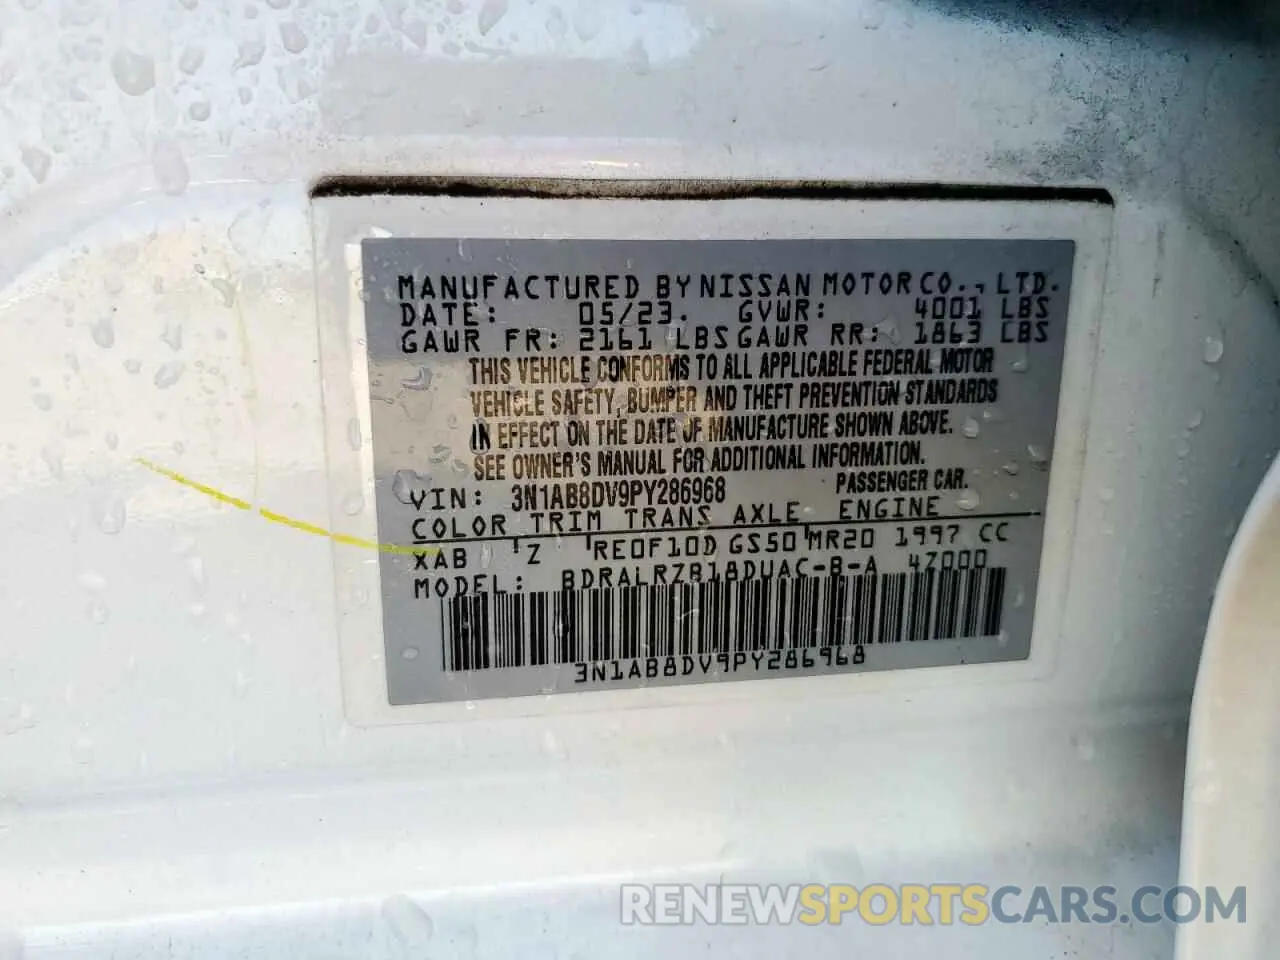 MANUFACTURED BY NISSAN MOTOR CO., LTD.
DATE: 05/23. GVWR: 4001 LBS
GAWR FR: 2161 LBS GAWR RR: 1863 LBS
THIS VEHICLE CONFORMS TO ALL APPLICABLE FEDERAL MOTOR
VEHICLE SAFETY, BUMPER AND THEFT PREVENTION STANDARDS
IN EFFECT ON THE DATE OF MANUFACTURE SHOWN ABOVE.
SEE OWNER'S MANUAL FOR ADDITIONAL INFORMATION.
VIN: 3N1AB8DV9PY286968 PASSENGER CAR.
COLOR TRIM TRANS AXLE ENGINE
XAB Z RE0F10D GS50 MR20 1997 CC
MODEL: BDRALRZB18DUAC-B-A 4Z000
3N1AB8DV9PY286968
RENEWSPORTSCARS.COM